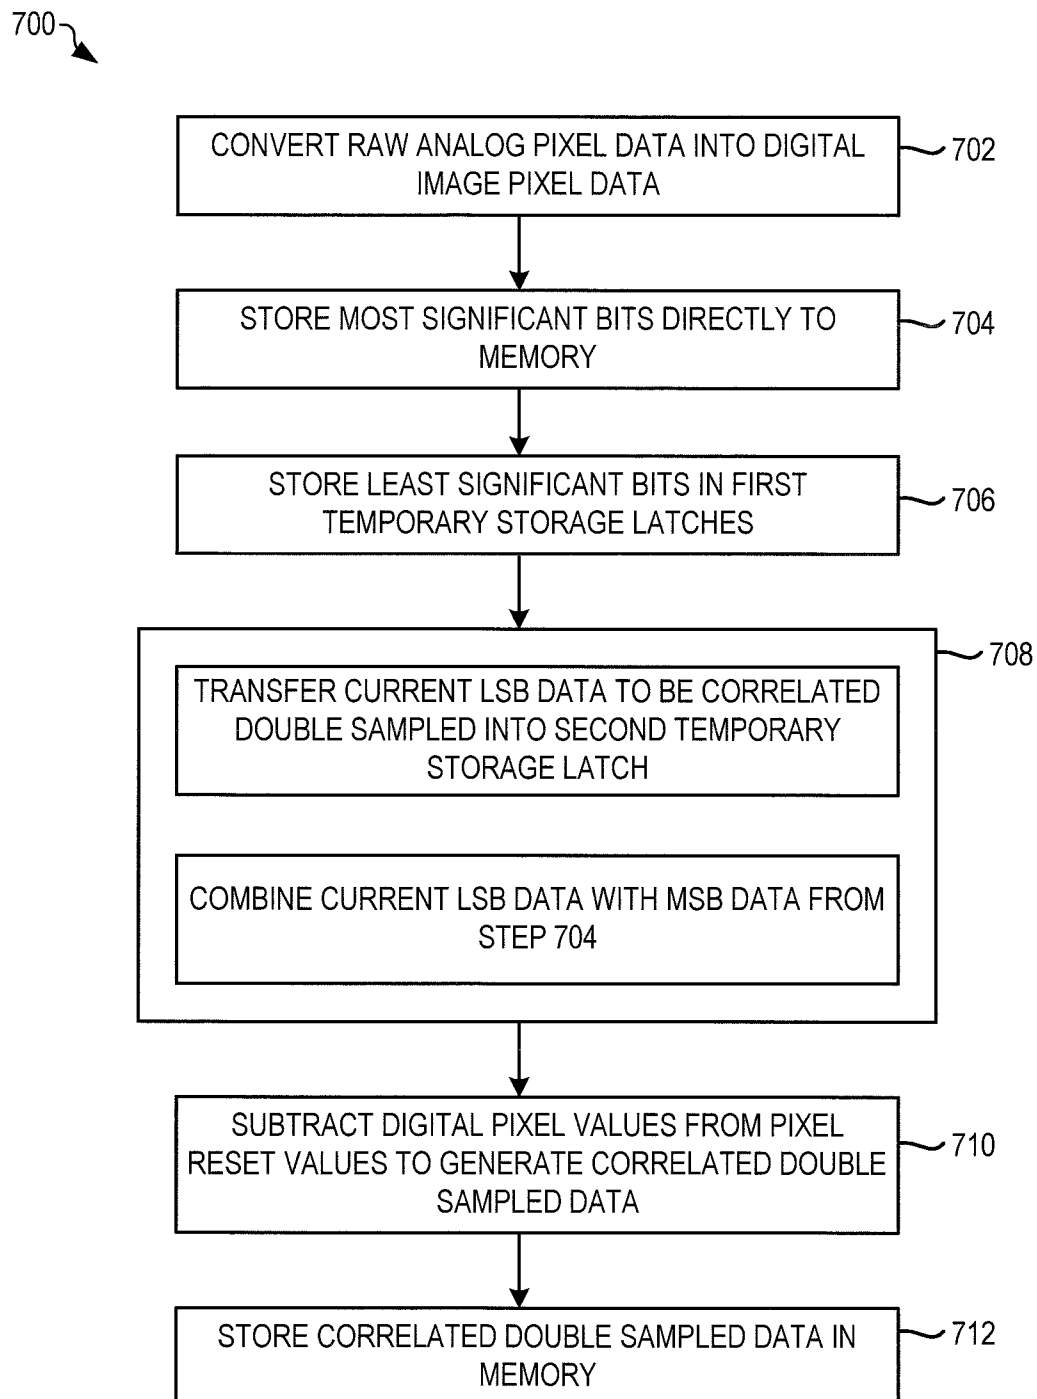 700
CONVERT RAW ANALOG PIXEL DATA INTO DIGITAL
IMAGE PIXEL DATA
702
STORE MOST SIGNIFICANT BITS DIRECTLY TO
MEMORY
704
STORE LEAST SIGNIFICANT BITS IN FIRST
TEMPORARY STORAGE LATCHES
706
708
TRANSFER CURRENT LSB DATA TO BE CORRELATED
DOUBLE SAMPLED INTO SECOND TEMPORARY
STORAGE LATCH
COMBINE CURRENT LSB DATA WITH MSB DATA FROM
STEP 704
SUBTRACT DIGITAL PIXEL VALUES FROM PIXEL
RESET VALUES TO GENERATE CORRELATED DOUBLE
SAMPLED DATA
710
STORE CORRELATED DOUBLE SAMPLED DATA IN
MEMORY
712